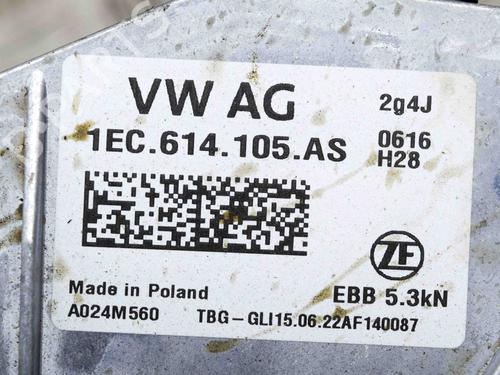 VW AG
2g4J
1EC.614.105.AS
0616
H28
ZF
Made in Poland
EBB 5.3kN
A024M560
TBG-GLI15.06.22AF140087